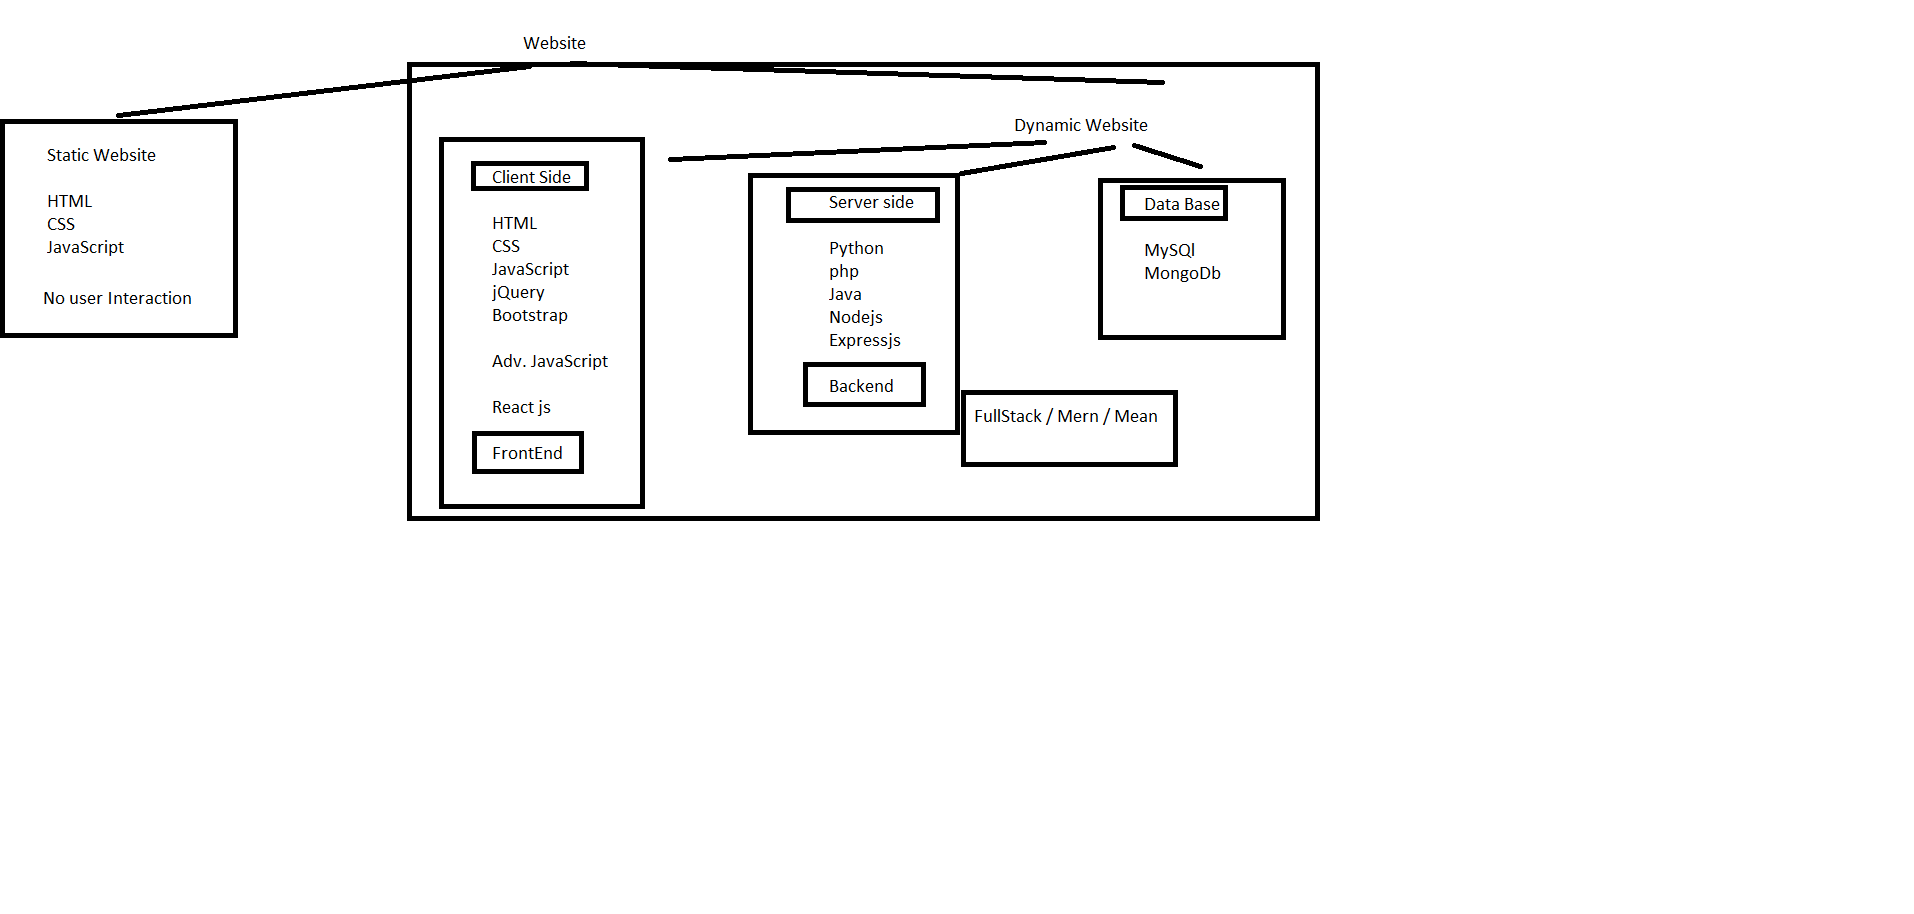 Website
Static Website
HTML
CSS
JavaScript
No user Interaction
Dynamic Website
Client Side
HTML
CSS
JavaScript
jQuery
Bootstrap
Adv. JavaScript
React js
FrontEnd
Server side
Python
php
Java
Nodejs
Expressjs
Backend
Data Base
MySQl
MongoDb
FullStack / Mern / Mean